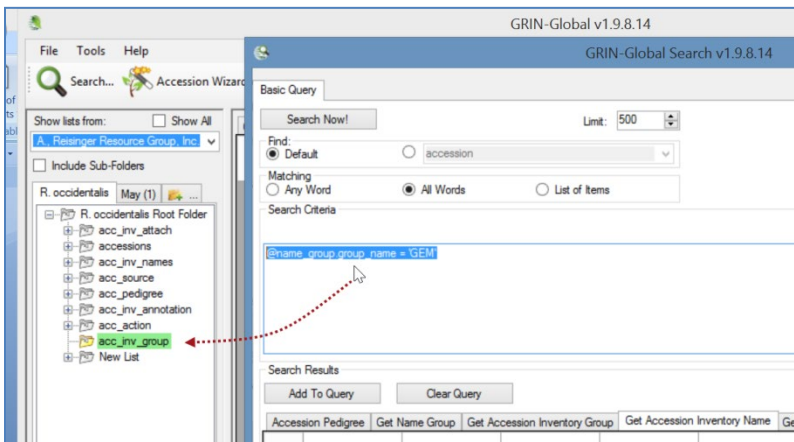 GRIN-Global v1.9.8.14
File Tools Help
Search... Accession Wizard
Show lists from: Show All
A., Reisinger Resource Group, Inc.
Include Sub-Folders
R. occidentalis May (1) ...
R. occidentalis Root Folder
acc_inv_attach
accessions
acc_inv_names
acc_source
acc_pedigree
acc_inv_annotation
acc_action
acc_inv_group
New List
GRIN-Global Search v1.9.8.14
Basic Query
Search Now! Limit: 500
Find:
Default accession
Matching
Any Word All Words List of Items
Search Criteria
@name_group.group_name = 'GEM'
Search Results
Add To Query Clear Query
Accession Pedigree Get Name Group Get Accession Inventory Group Get Accession Inventory Name Ge